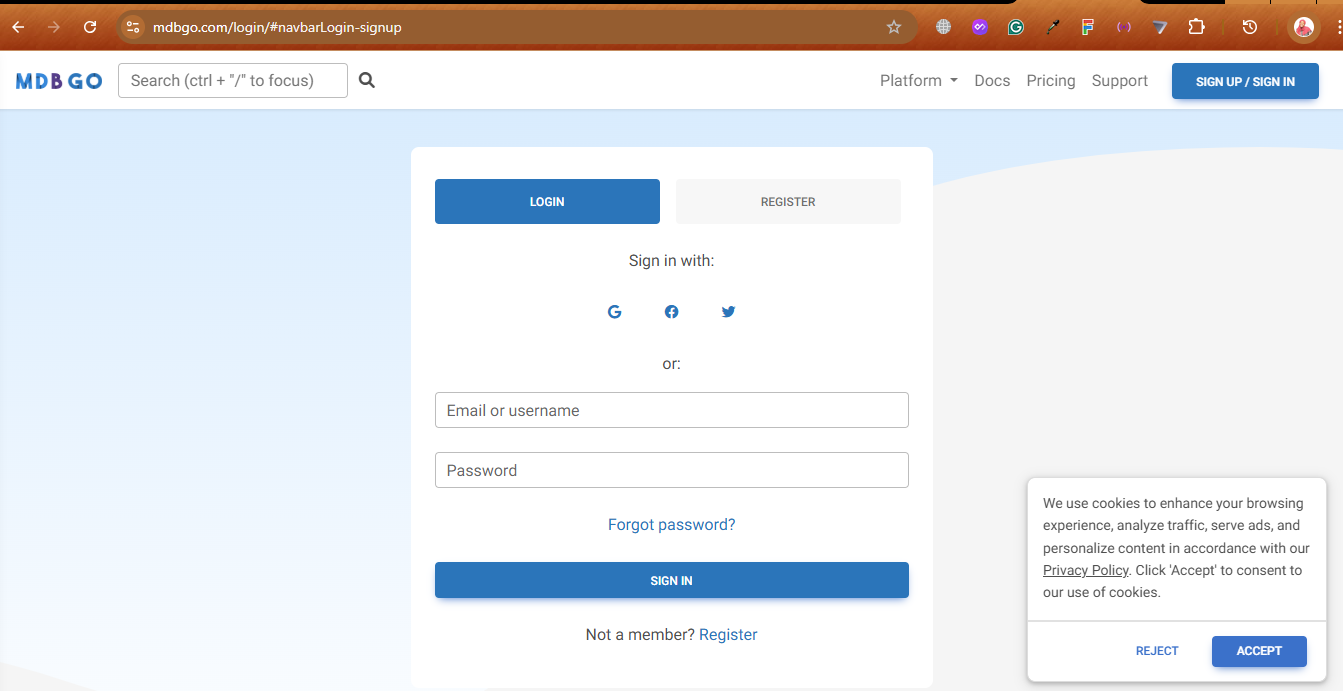 mdbgo.com/login/#navbarLogin-signup
MDB GO
Search (ctrl + "/" to focus)
Platform
Docs
Pricing
Support
SIGN UP / SIGN IN
LOGIN
REGISTER
Sign in with:
or:
Email or username
Password
Forgot password?
SIGN IN
Not a member? Register
We use cookies to enhance your browsing
experience, analyze traffic, serve ads, and
personalize content in accordance with our
Privacy Policy. Click 'Accept' to consent to
our use of cookies.
REJECT
ACCEPT